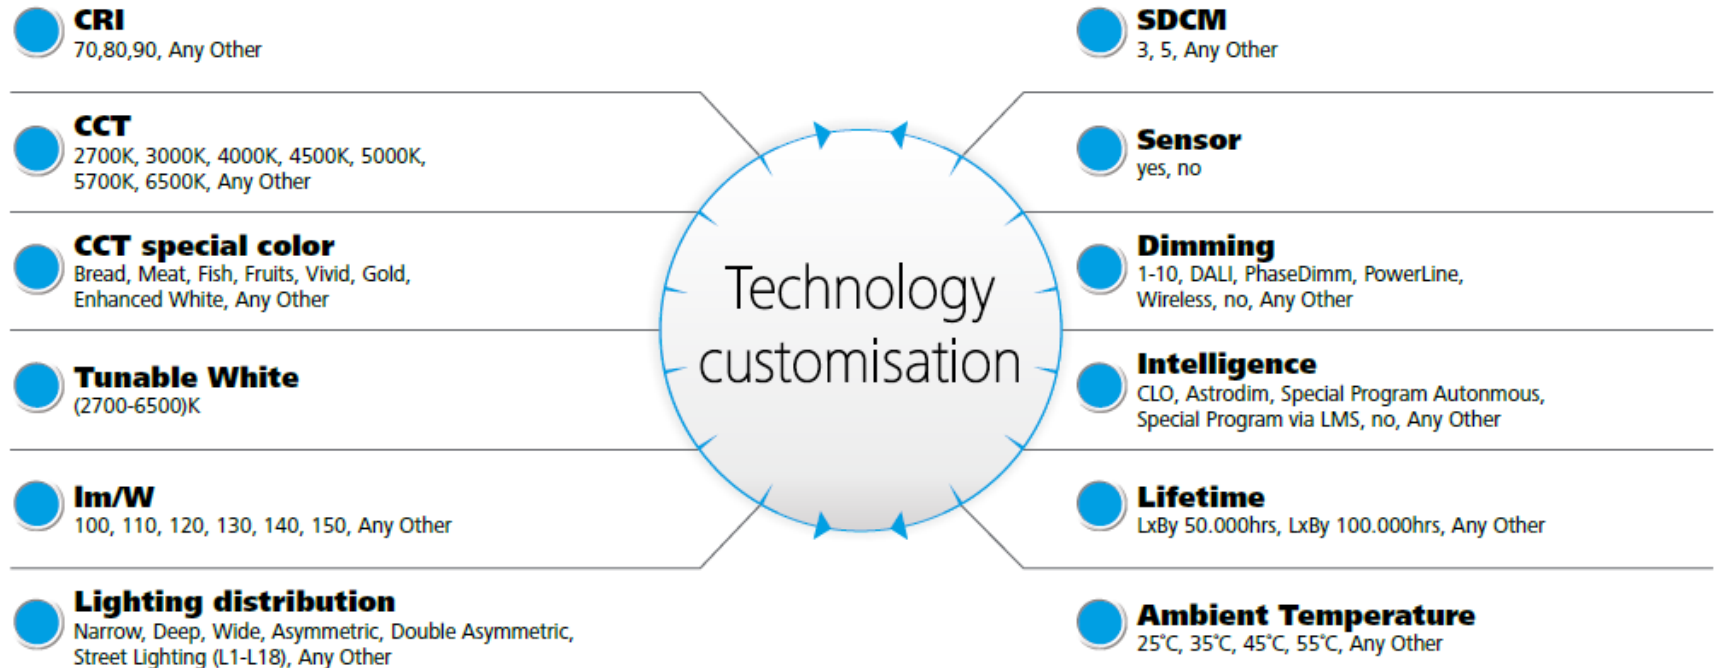 CRI
70,80,90, Any Other
CCT
2700K, 3000K, 4000K, 4500K, 5000K,
5700K, 6500K, Any Other
CCT special color
Bread, Meat, Fish, Fruits, Vivid, Gold,
Enhanced White, Any Other
Tunable White
(2700-6500)K
lm/W
100, 110, 120, 130, 140, 150, Any Other
Lighting distribution
Narrow, Deep, Wide, Asymmetric, Double Asymmetric,
Street Lighting (L1-L18), Any Other
Technology
customisation
SDCM
3, 5, Any Other
Sensor
yes, no
Dimming
1-10, DALI, PhaseDimm, PowerLine,
Wireless, no, Any Other
Intelligence
CLO, Astrodim, Special Program Autonmous,
Special Program via LMS, no, Any Other
Lifetime
LxBy 50.000hrs, LxBy 100.000hrs, Any Other
Ambient Temperature
25°C, 35°C, 45°C, 55°C, Any Other